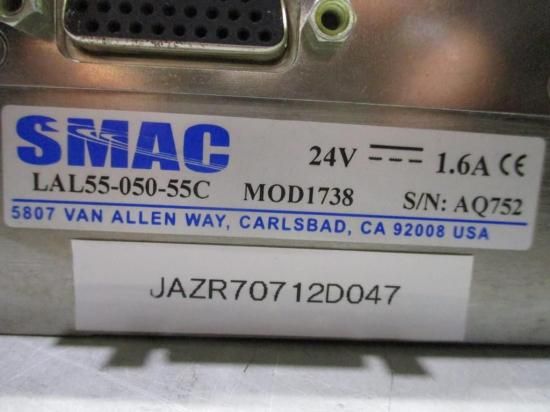 SMAC
24V 1.6A CE
LAL55-050-55C MOD1738 S/N: AQ752
5807 VAN ALLEN WAY, CARLSBAD, CA 92008 USA
JAZR70712D047